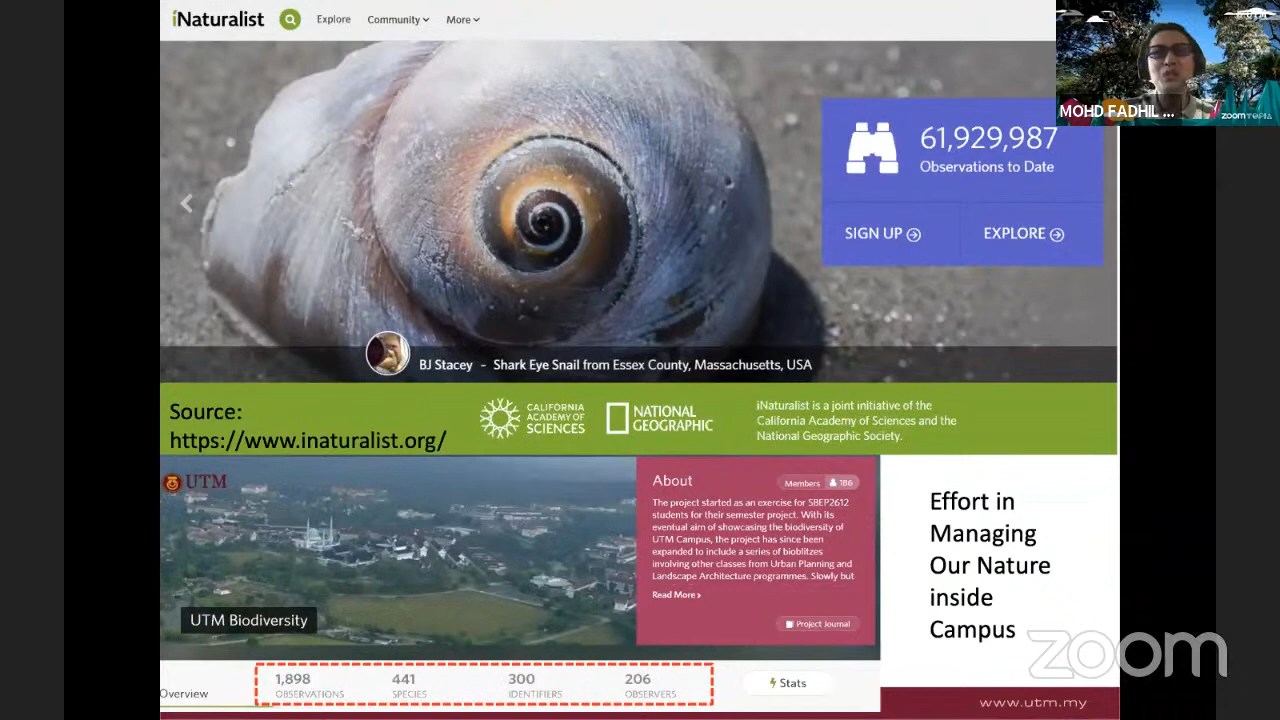 iNaturalist
Explore
Community
More
MOHD FADHIL ...
zoomtopia
61,929,987
Observations to Date
SIGN UP
EXPLORE
BJ Stacey - Shark Eye Snail from Essex County, Massachusetts, USA
Source:
https://www.inaturalist.org/
CALIFORNIA
ACADEMY OF
SCIENCES
NATIONAL
GEOGRAPHIC
iNaturalist is a joint initiative of the
California Academy of Sciences and the
National Geographic Society.
UTM
UTM Biodiversity
About
Members 186
The project started as an exercise for SBEP2612
students for their semester project. With its
eventual aim of showcasing the biodiversity of
UTM Campus, the project has since been
expanded to include a series of bioblitzes
involving other classes from Urban Planning and
Landscape Architecture programmes. Slowly but
Read More
Project Journal
Effort in
Managing
Our Nature
inside
Campus
Overview
1,898
OBSERVATIONS
441
SPECIES
300
IDENTIFIERS
206
OBSERVERS
Stats
zoom
www.utm.my